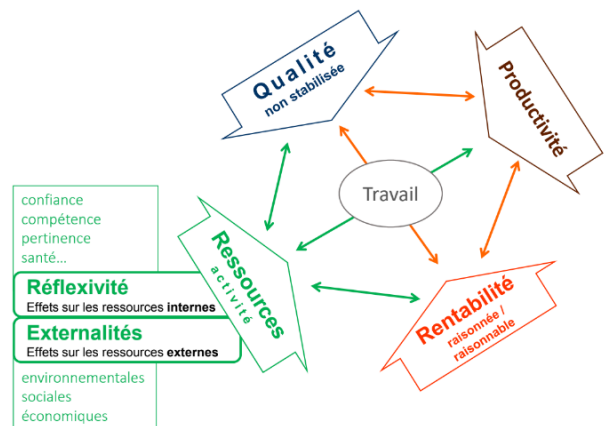 Qualité
non stabilisée
Productivité
Travail
confiance
compétence
pertinence
santé...
Réflexivité
Effets sur les ressources internes
Externalités
Effets sur les ressources externes
environnementales
sociales
économiques
Ressources
activité
Rentabilité
raisonnée /
raisonnable